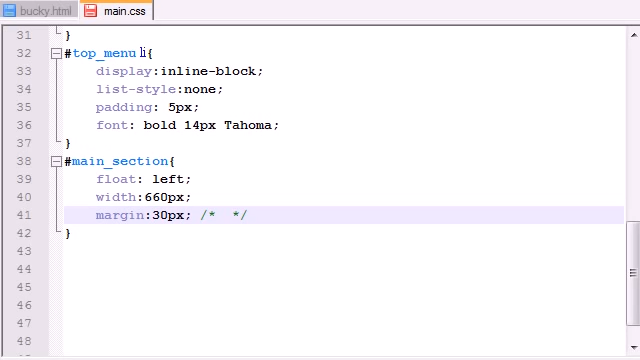 bucky.html main.css
31 }
32 #top_menu li{
33 display:inline-block;
34 list-style:none;
35 padding: 5px;
36 font: bold 14px Tahoma;
37 }
38 #main_section{
39 float: left;
40 width:660px;
41 margin:30px; /*  */
42 }
43
44
45
46
47
48